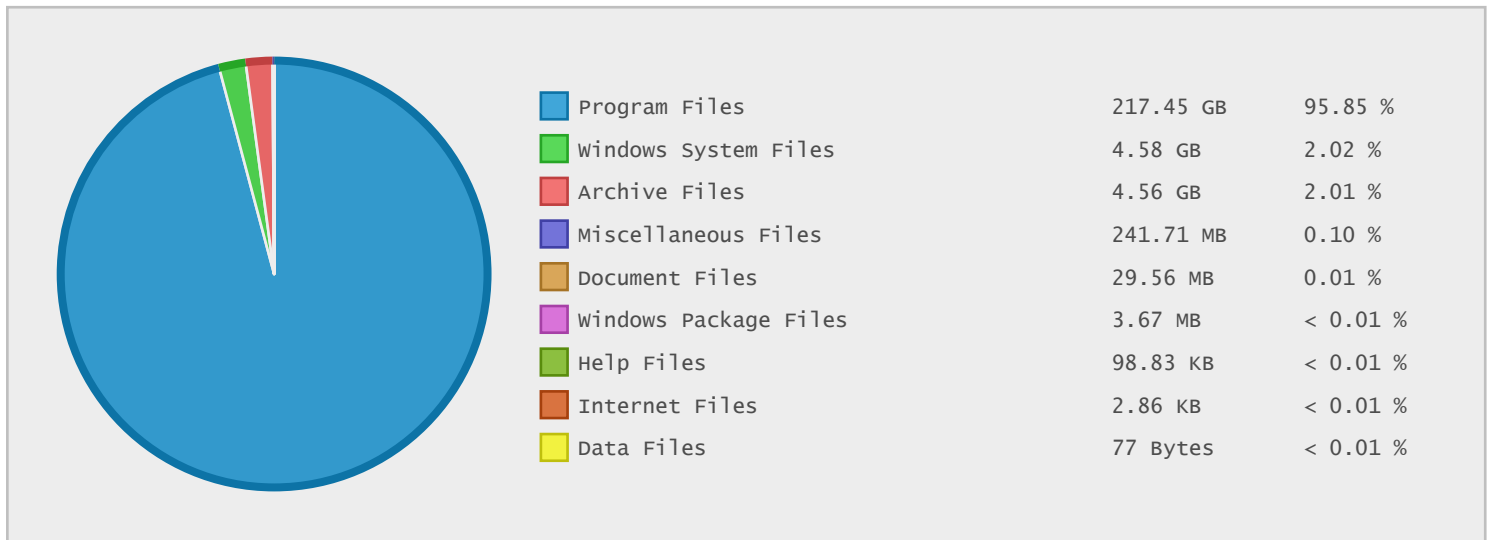 Program Files 217.45 GB 95.85 %
Windows System Files 4.58 GB 2.02 %
Archive Files 4.56 GB 2.01 %
Miscellaneous Files 241.71 MB 0.10 %
Document Files 29.56 MB 0.01 %
Windows Package Files 3.67 MB < 0.01 %
Help Files 98.83 KB < 0.01 %
Internet Files 2.86 KB < 0.01 %
Data Files 77 Bytes < 0.01 %